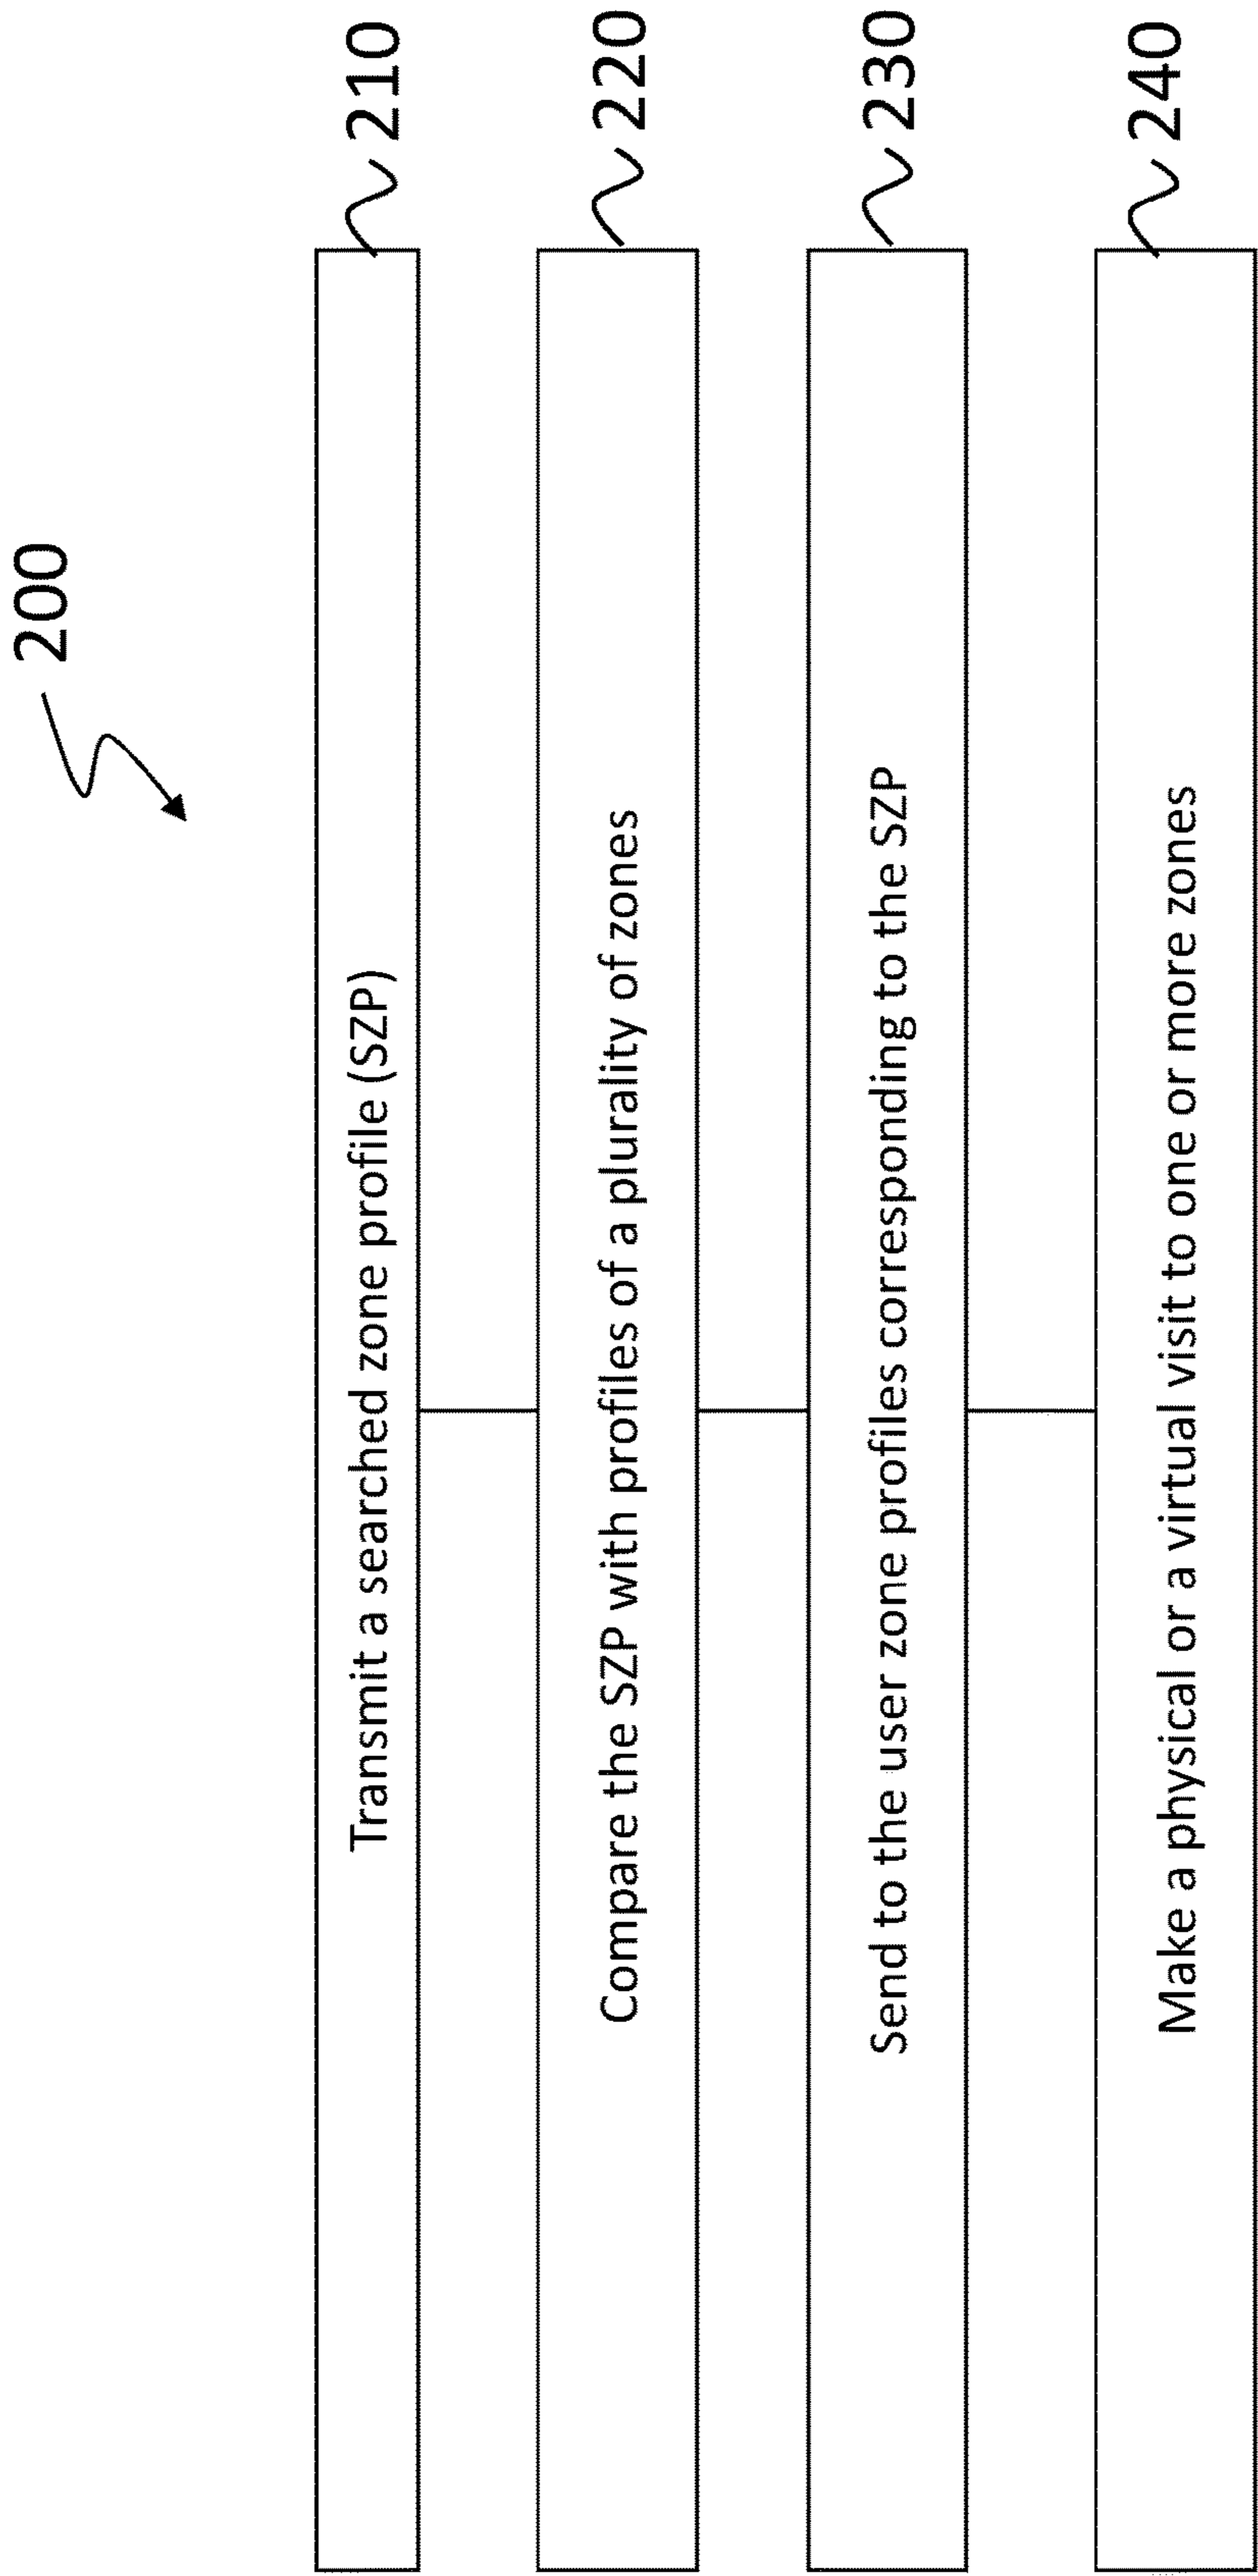 200
Transmit a searched zone profile (SZP)
210
Compare the SZP with profiles of a plurality of zones
220
Send to the user zone profiles corresponding to the SZP
230
Make a physical or a virtual visit to one or more zones
240